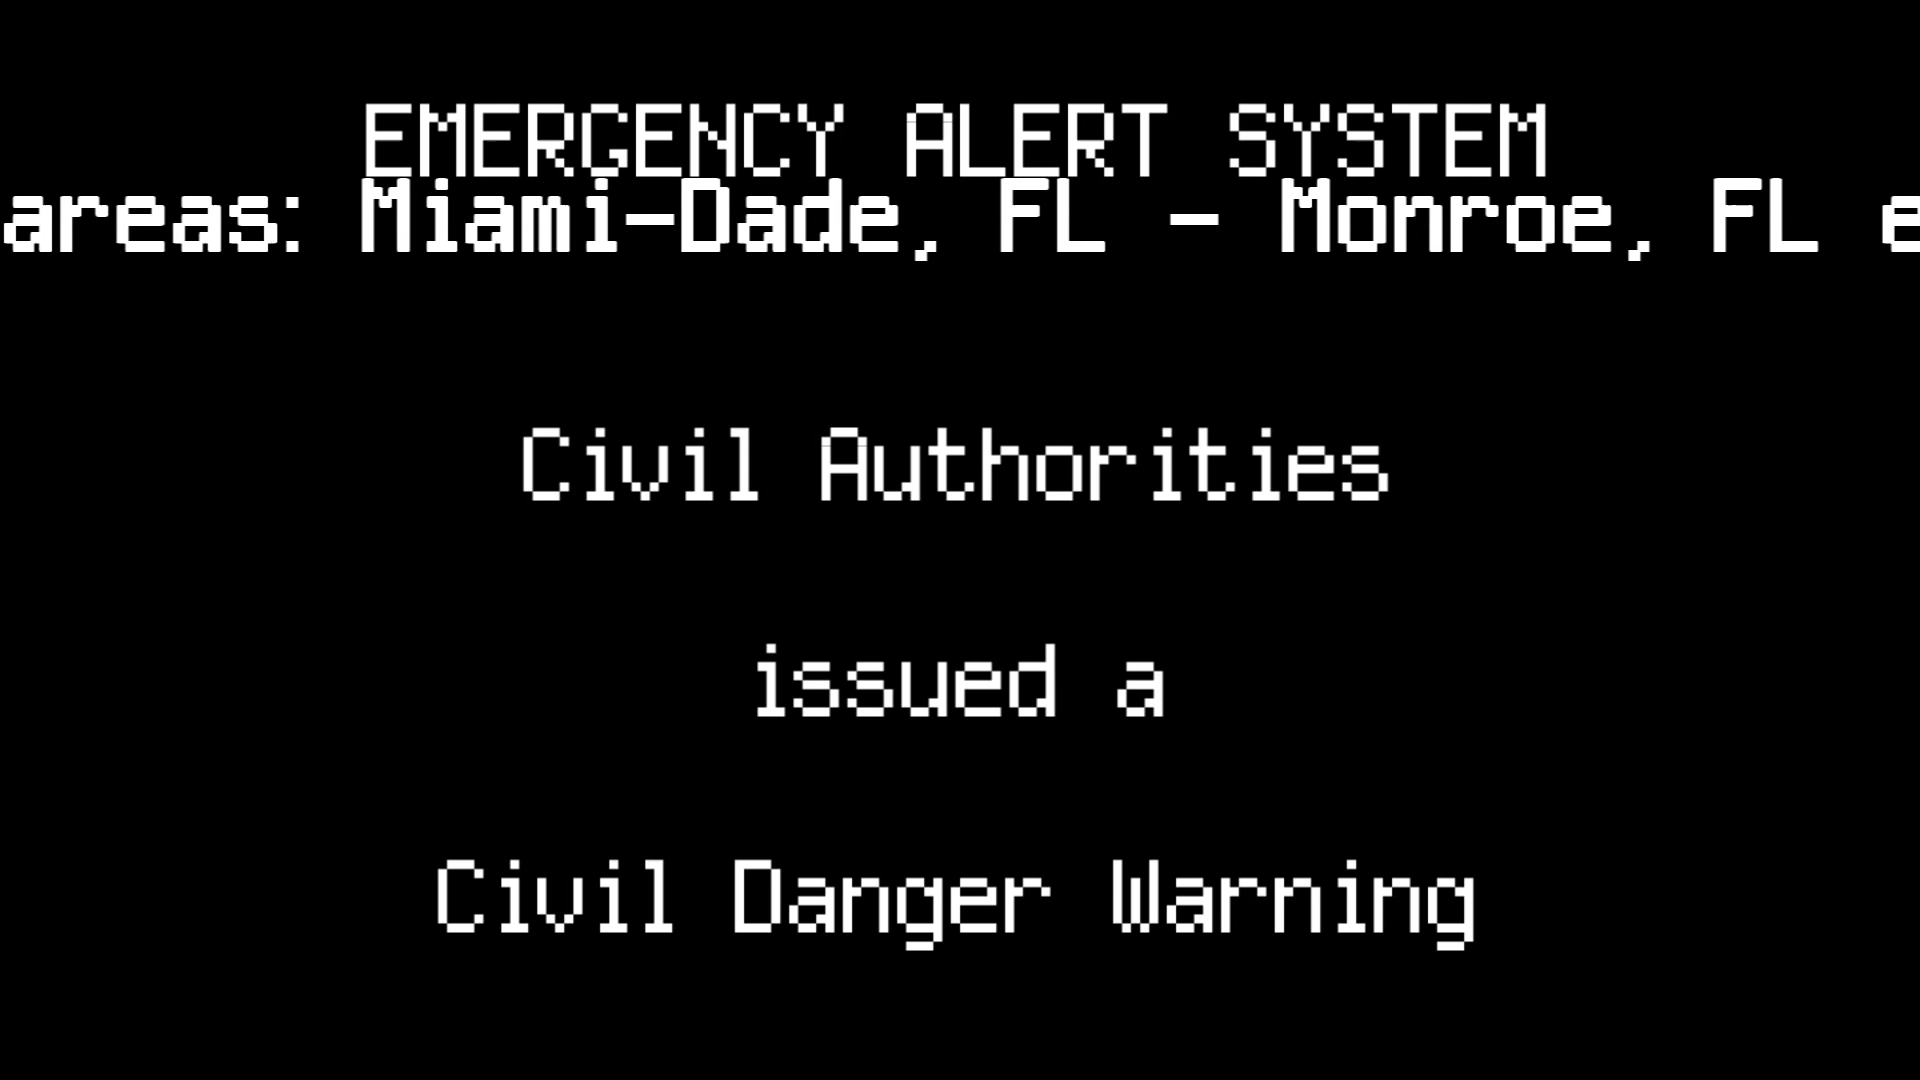 EMERGENCY ALERT SYSTEM
areas: Miami-Dade, FL - Monroe, FL e
Civil Authorities
issued a
Civil Danger Warning